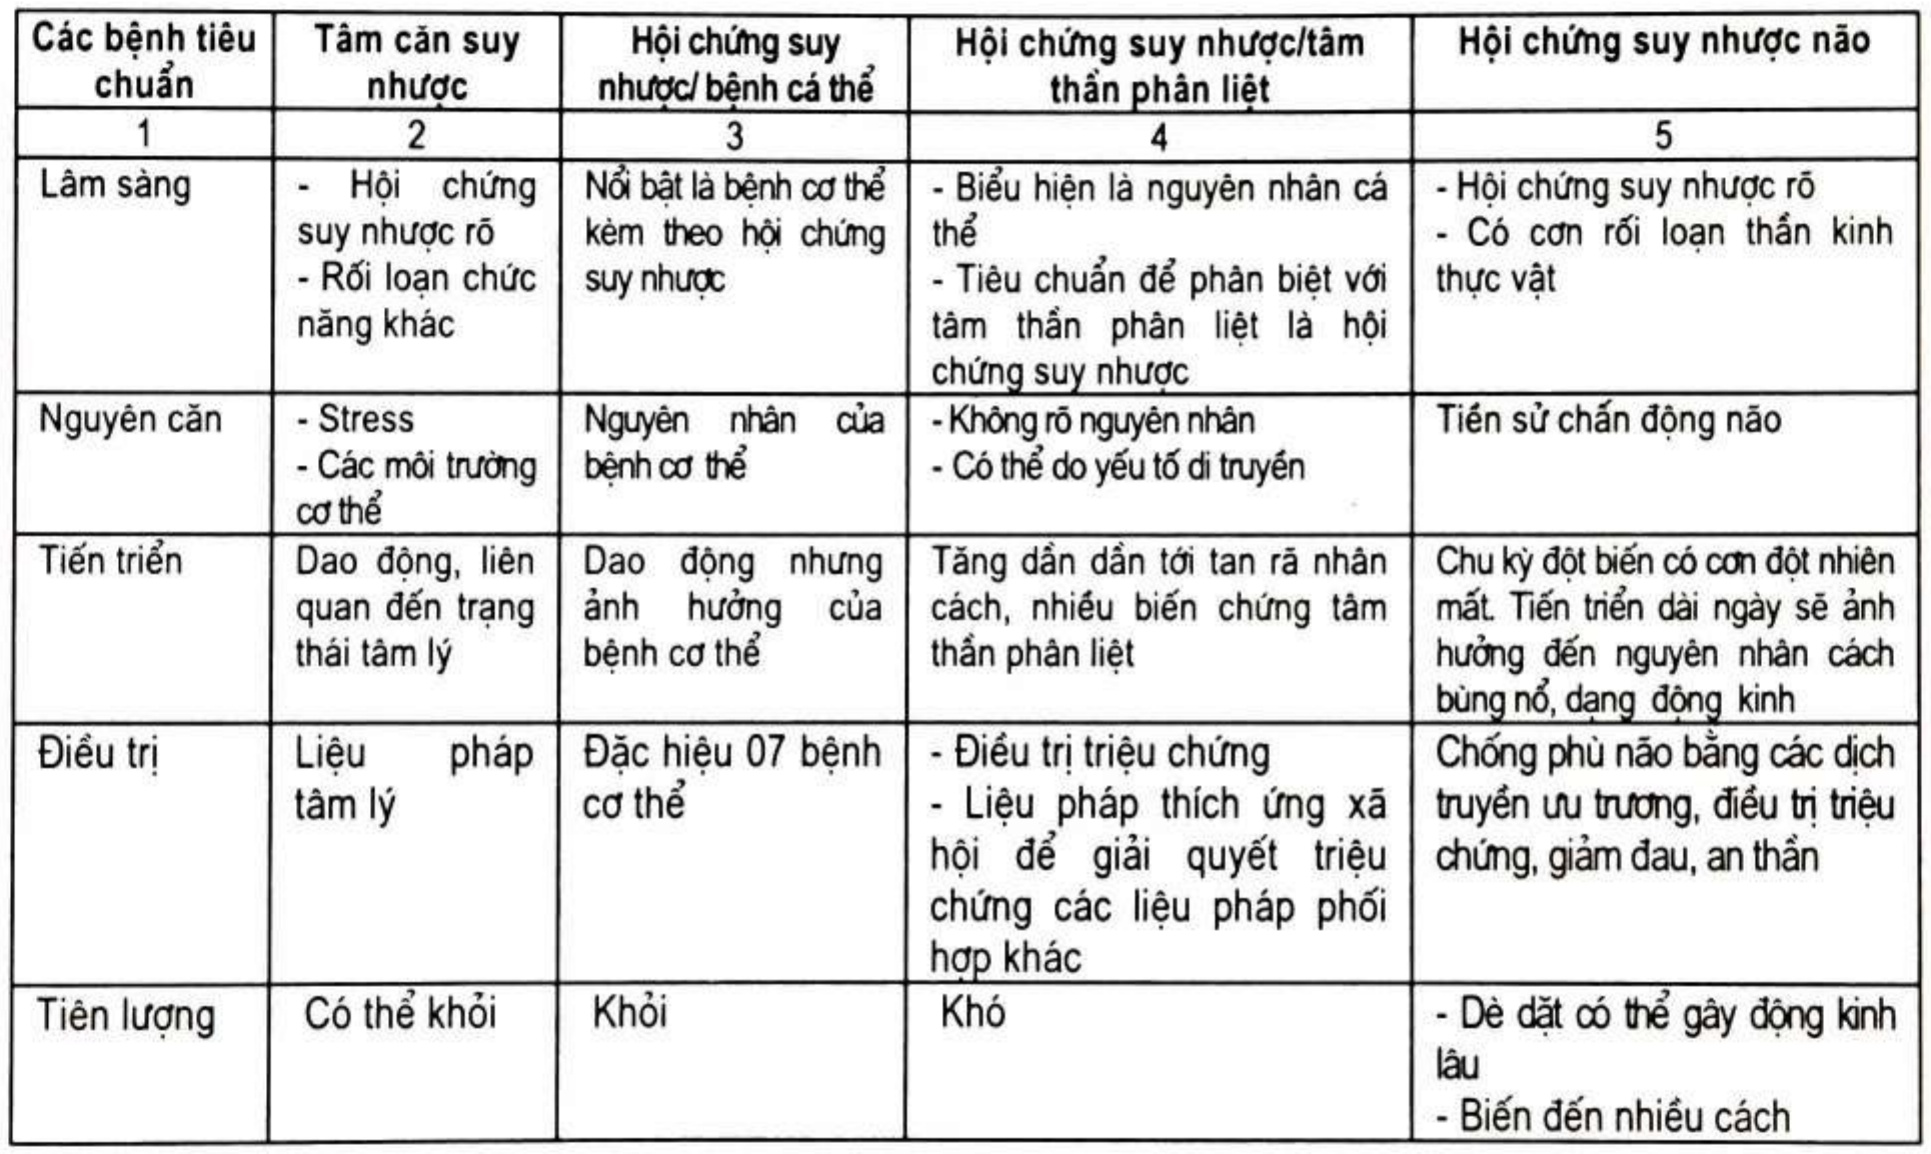 Các bệnh tiêu
chuẩn
Tâm căn suy
nhược
Hội chứng suy
nhược/ bệnh cá thể
Hội chứng suy nhược/tâm
thần phân liệt
Hội chứng suy nhược não
1
2
3
4
5
Lâm sàng
- Hội chứng
suy nhược rõ
- Rối loạn chức
năng khác
Nổi bật là bệnh cơ thể
kèm theo hội chứng
suy nhược
- Biểu hiện là nguyên nhân cá
thể
- Tiêu chuẩn để phân biệt với
tâm thần phân liệt là hội
chứng suy nhược
- Hội chứng suy nhược rõ
- Có cơn rối loạn thần kinh
thực vật
Nguyên căn
- Stress
- Các môi trường
cơ thể
Nguyên nhân của
bệnh cơ thể
- Không rõ nguyên nhân
- Có thể do yếu tố di truyền
Tiền sử chấn động não
Tiến triển
Dao động, liên
quan đến trạng
thái tâm lý
Dao động nhưng
ảnh hưởng của
bệnh cơ thể
Tăng dần dần tới tan rã nhân
cách, nhiều biến chứng tâm
thần phân liệt
Chu kỳ đột biến có cơn đột nhiên
mất. Tiến triển dài ngày sẽ ảnh
hưởng đến nguyên nhân cách
bùng nổ, dạng động kinh
Điều trị
Liệu pháp
tâm lý
Đặc hiệu 07 bệnh
cơ thể
- Điều trị triệu chứng
- Liệu pháp thích ứng xã
hội để giải quyết triệu
chứng các liệu pháp phối
hợp khác
Chống phù não bằng các dịch
truyền ưu trương, điều trị triệu
chứng, giảm đau, an thần
Tiên lượng
Có thể khỏi
Khỏi
Khó
- Dè dặt có thể gây động kinh
lâu
- Biến đến nhiều cách